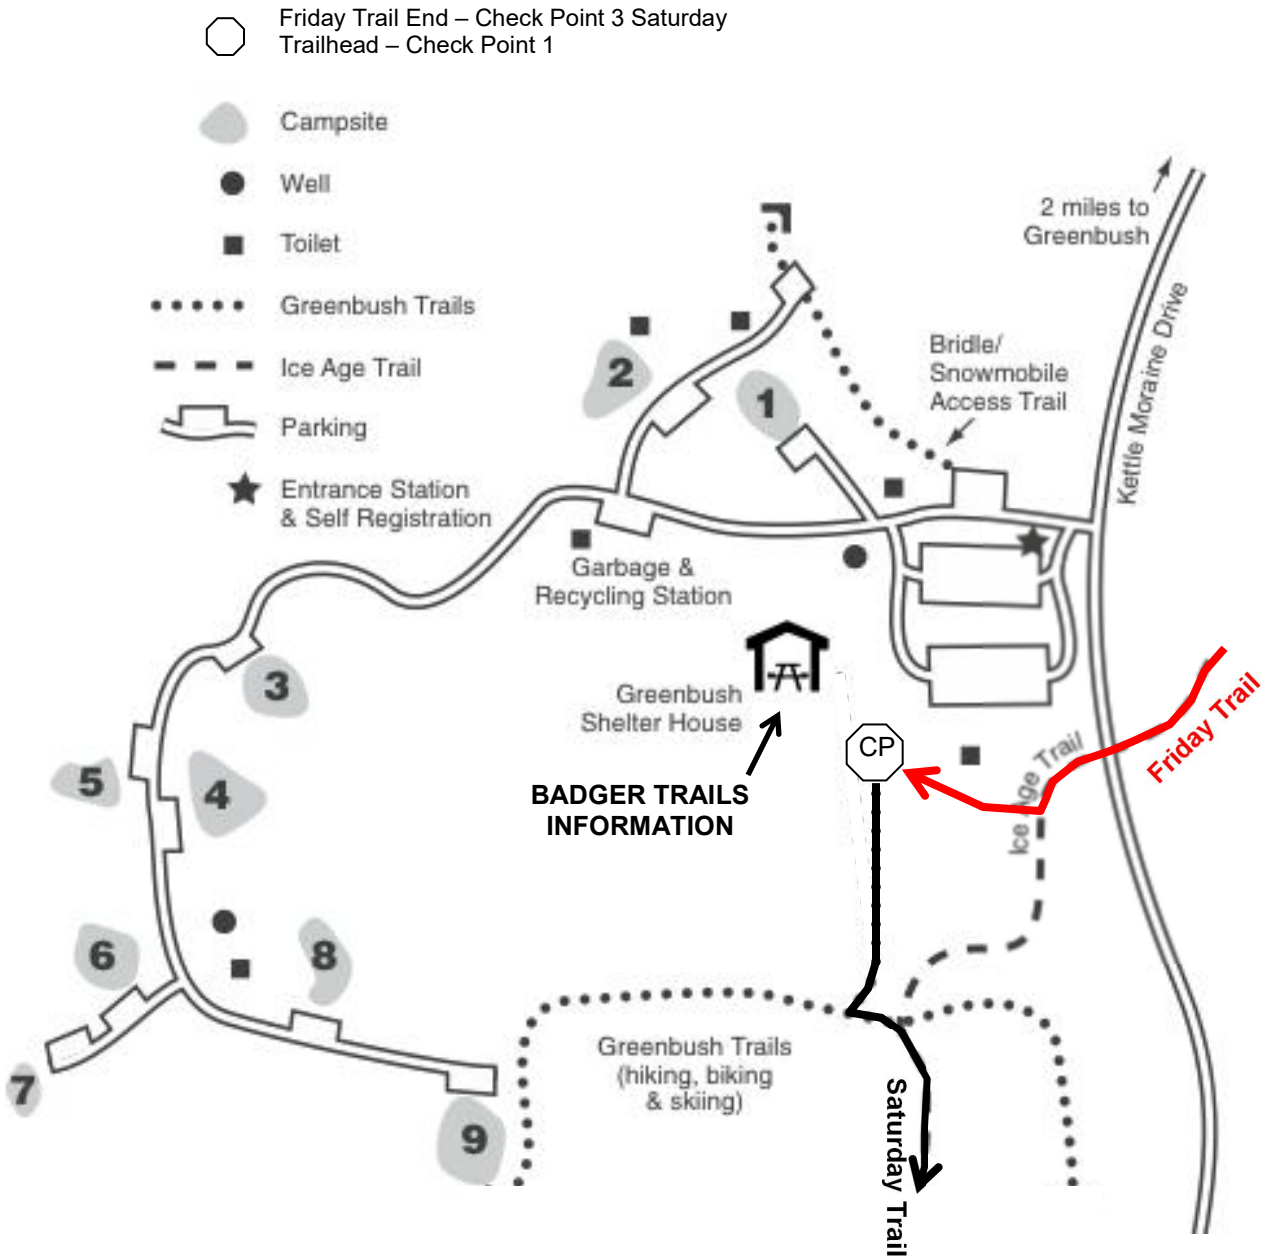 Friday Trail End – Check Point 3 Saturday
Trailhead – Check Point 1
Campsite
Well
Toilet
Greenbush Trails
Ice Age Trail
Parking
Entrance Station
& Self Registration
2 miles to
Greenbush
Kettle Moraine Drive
Bridle/
Snowmobile
Access Trail
2
1
Garbage &
Recycling Station
3
Greenbush
Shelter House
CP
Friday Trail
Ice Age Trail
BADGER TRAILS
INFORMATION
5
4
6
8
7
9
Greenbush Trails
(hiking, biking
& skiing)
Saturday Trail